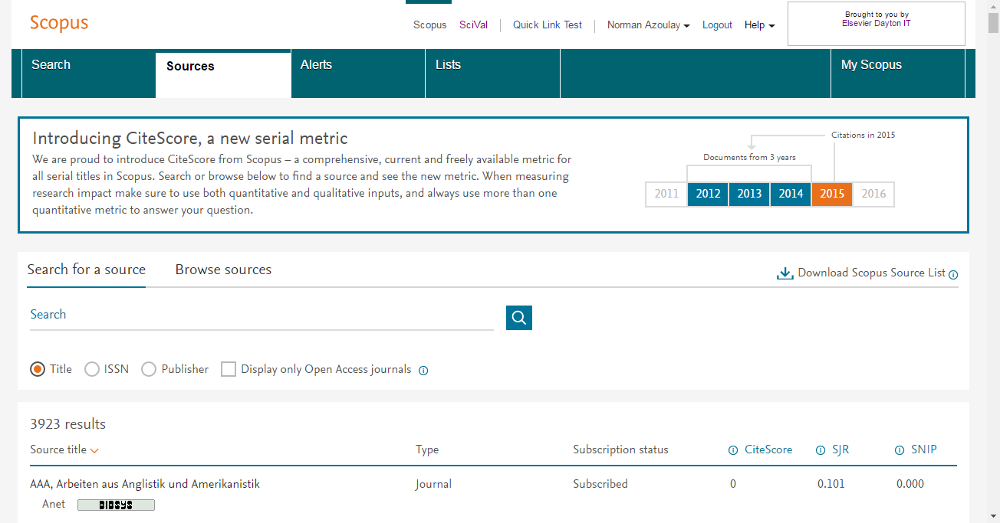 Scopus
Scopus SciVal Quick Link Test Norman Azoulay Logout Help
Brought to you by
Elsevier Dayton IT
Search Sources Alerts Lists My Scopus
Introducing CiteScore, a new serial metric
We are proud to introduce CiteScore from Scopus – a comprehensive, current and freely available metric for
all serial titles in Scopus. Search or browse below to find a source and see the new metric. When measuring
research impact make sure to use both quantitative and qualitative inputs, and always use more than one
quantitative metric to answer your question.
Citations in 2015
Documents from 3 years
2011 2012 2013 2014 2015 2016
Search for a source Browse sources Download Scopus Source List
Search
Title ISSN Publisher Display only Open Access journals
3923 results
Source title Type Subscription status CiteScore SJR SNIP
AAA, Arbeiten aus Anglistik und Amerikanistik Journal Subscribed 0 0.101 0.000
Anet BIBSYS